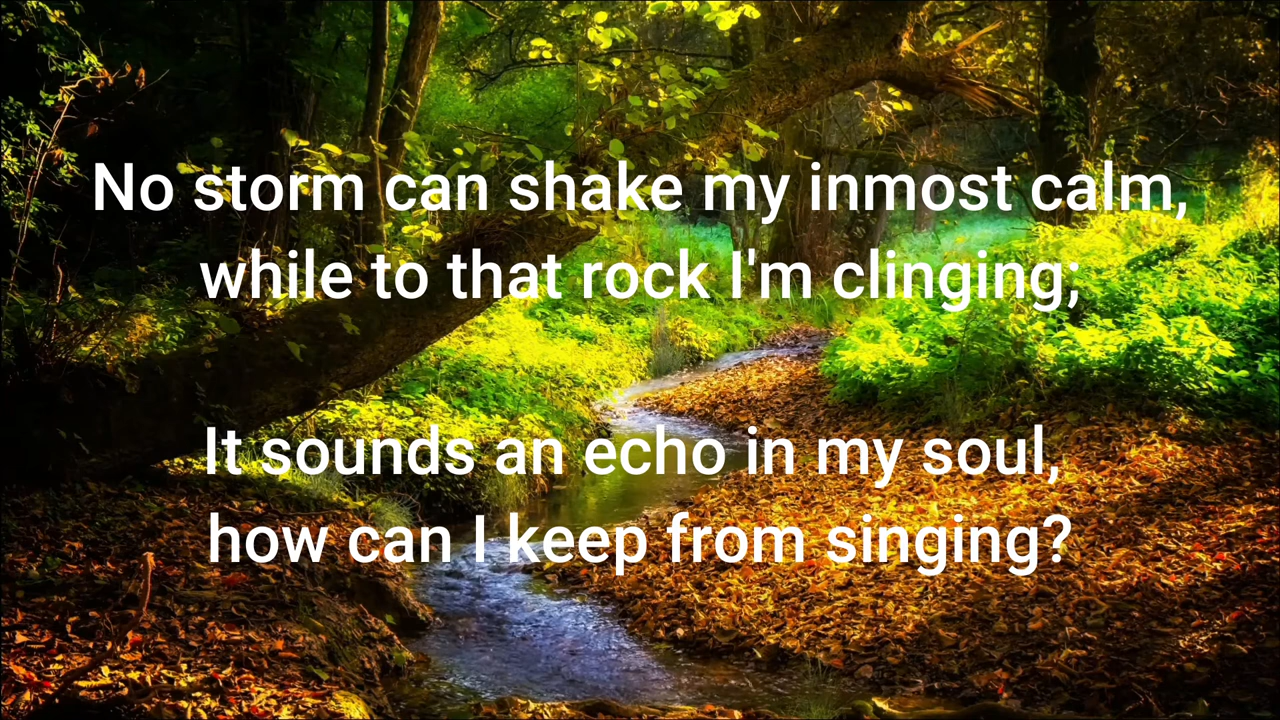 No storm can shake my inmost calm,
while to that rock I'm clinging;
It sounds an echo in my soul,
how can I keep from singing?